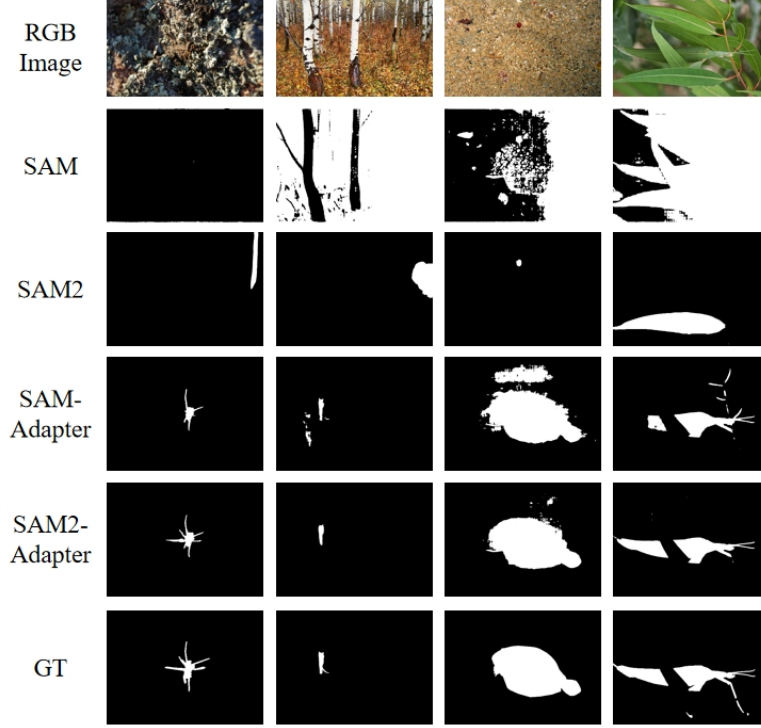 RGB
Image
SAM
SAM2
SAM-
Adapter
SAM2-
Adapter
GT